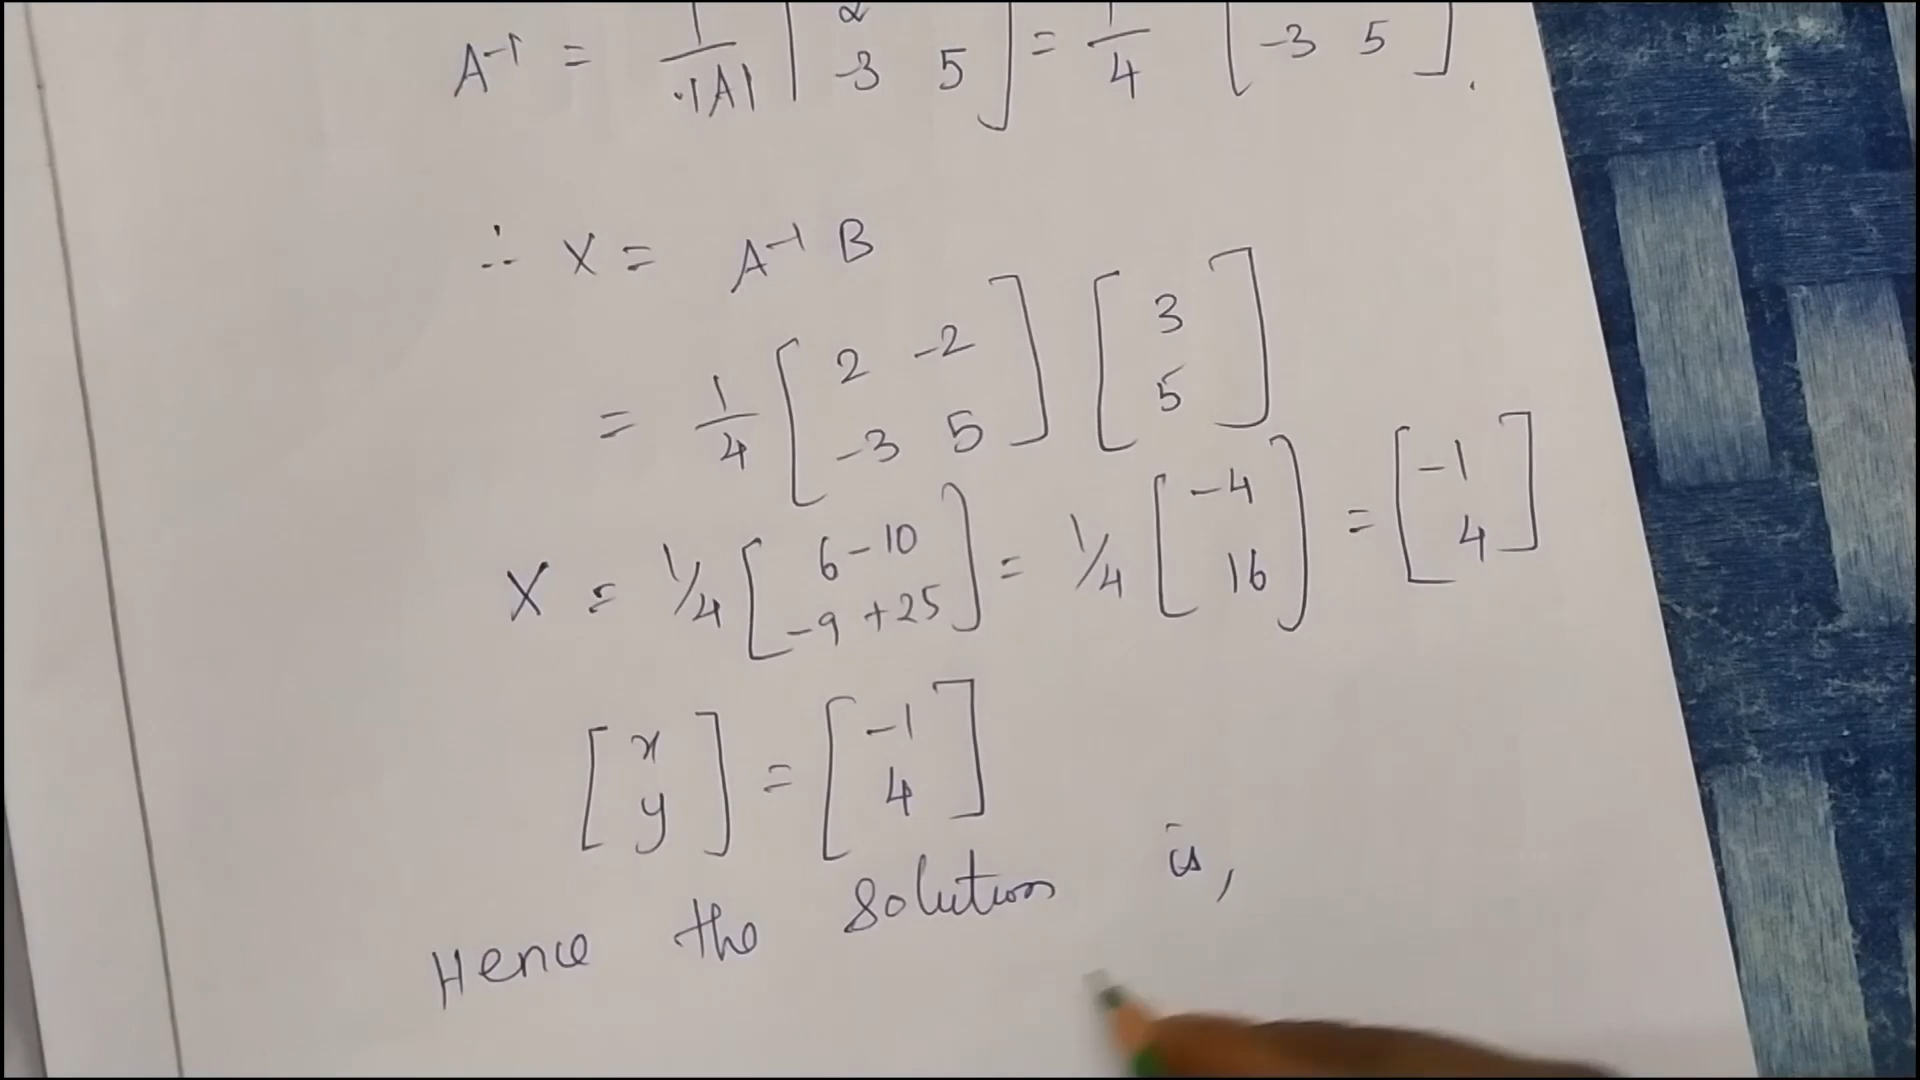 A⁻¹ = 1/|A| [ 2 -3 5 ] = 1/4 [ -3 5 ].
∴ X = A⁻¹ B
= 1/4 [ 2 -2 -3 5 ] [ 3 5 ]
X = 1/4 [ 6-10 -9+25 ] = 1/4 [ -4 16 ] = [ -1 4 ]
[ x y ] = [ -1 4 ]
Hence the solution is,